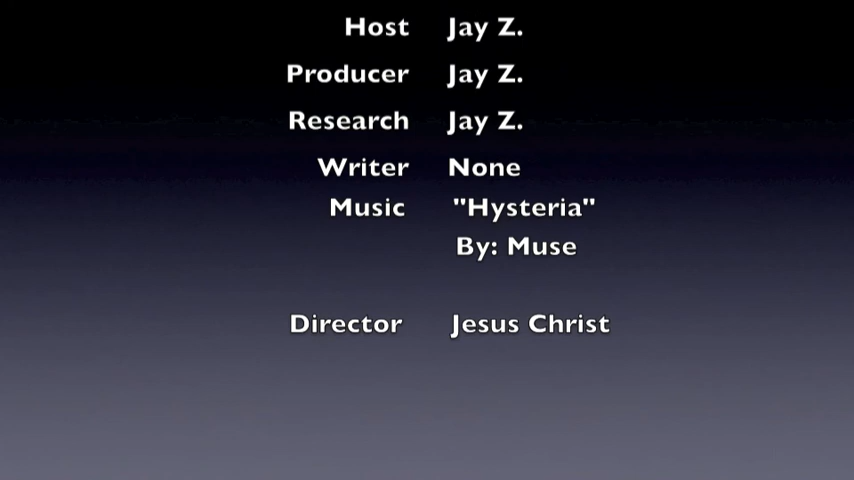 Host Jay Z.
Producer Jay Z.
Research Jay Z.
Writer None
Music "Hysteria"
By: Muse
Director Jesus Christ